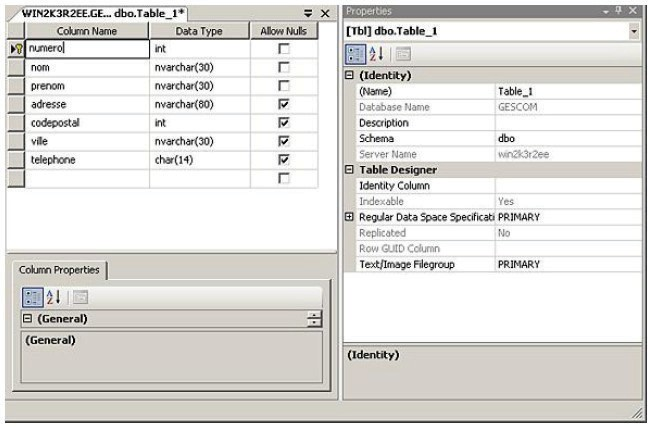 WIN2K3R2EE.GE... dbo.Table_1*
Column Name Data Type Allow Nulls
numero int
nom nvarchar(30)
prenom nvarchar(30)
adresse nvarchar(80)
codepostal int
ville nvarchar(30)
telephone char(14)
Column Properties
(General)
(General)
Properties
[Tbl] dbo.Table_1
(Identity)
(Name) Table_1
Database Name GESCOM
Description
Schema dbo
Server Name win2k3r2ee
Table Designer
Identity Column
Indexable Yes
Regular Data Space Specificati PRIMARY
Replicated No
Row GUID Column
Text/Image Filegroup PRIMARY
(Identity)